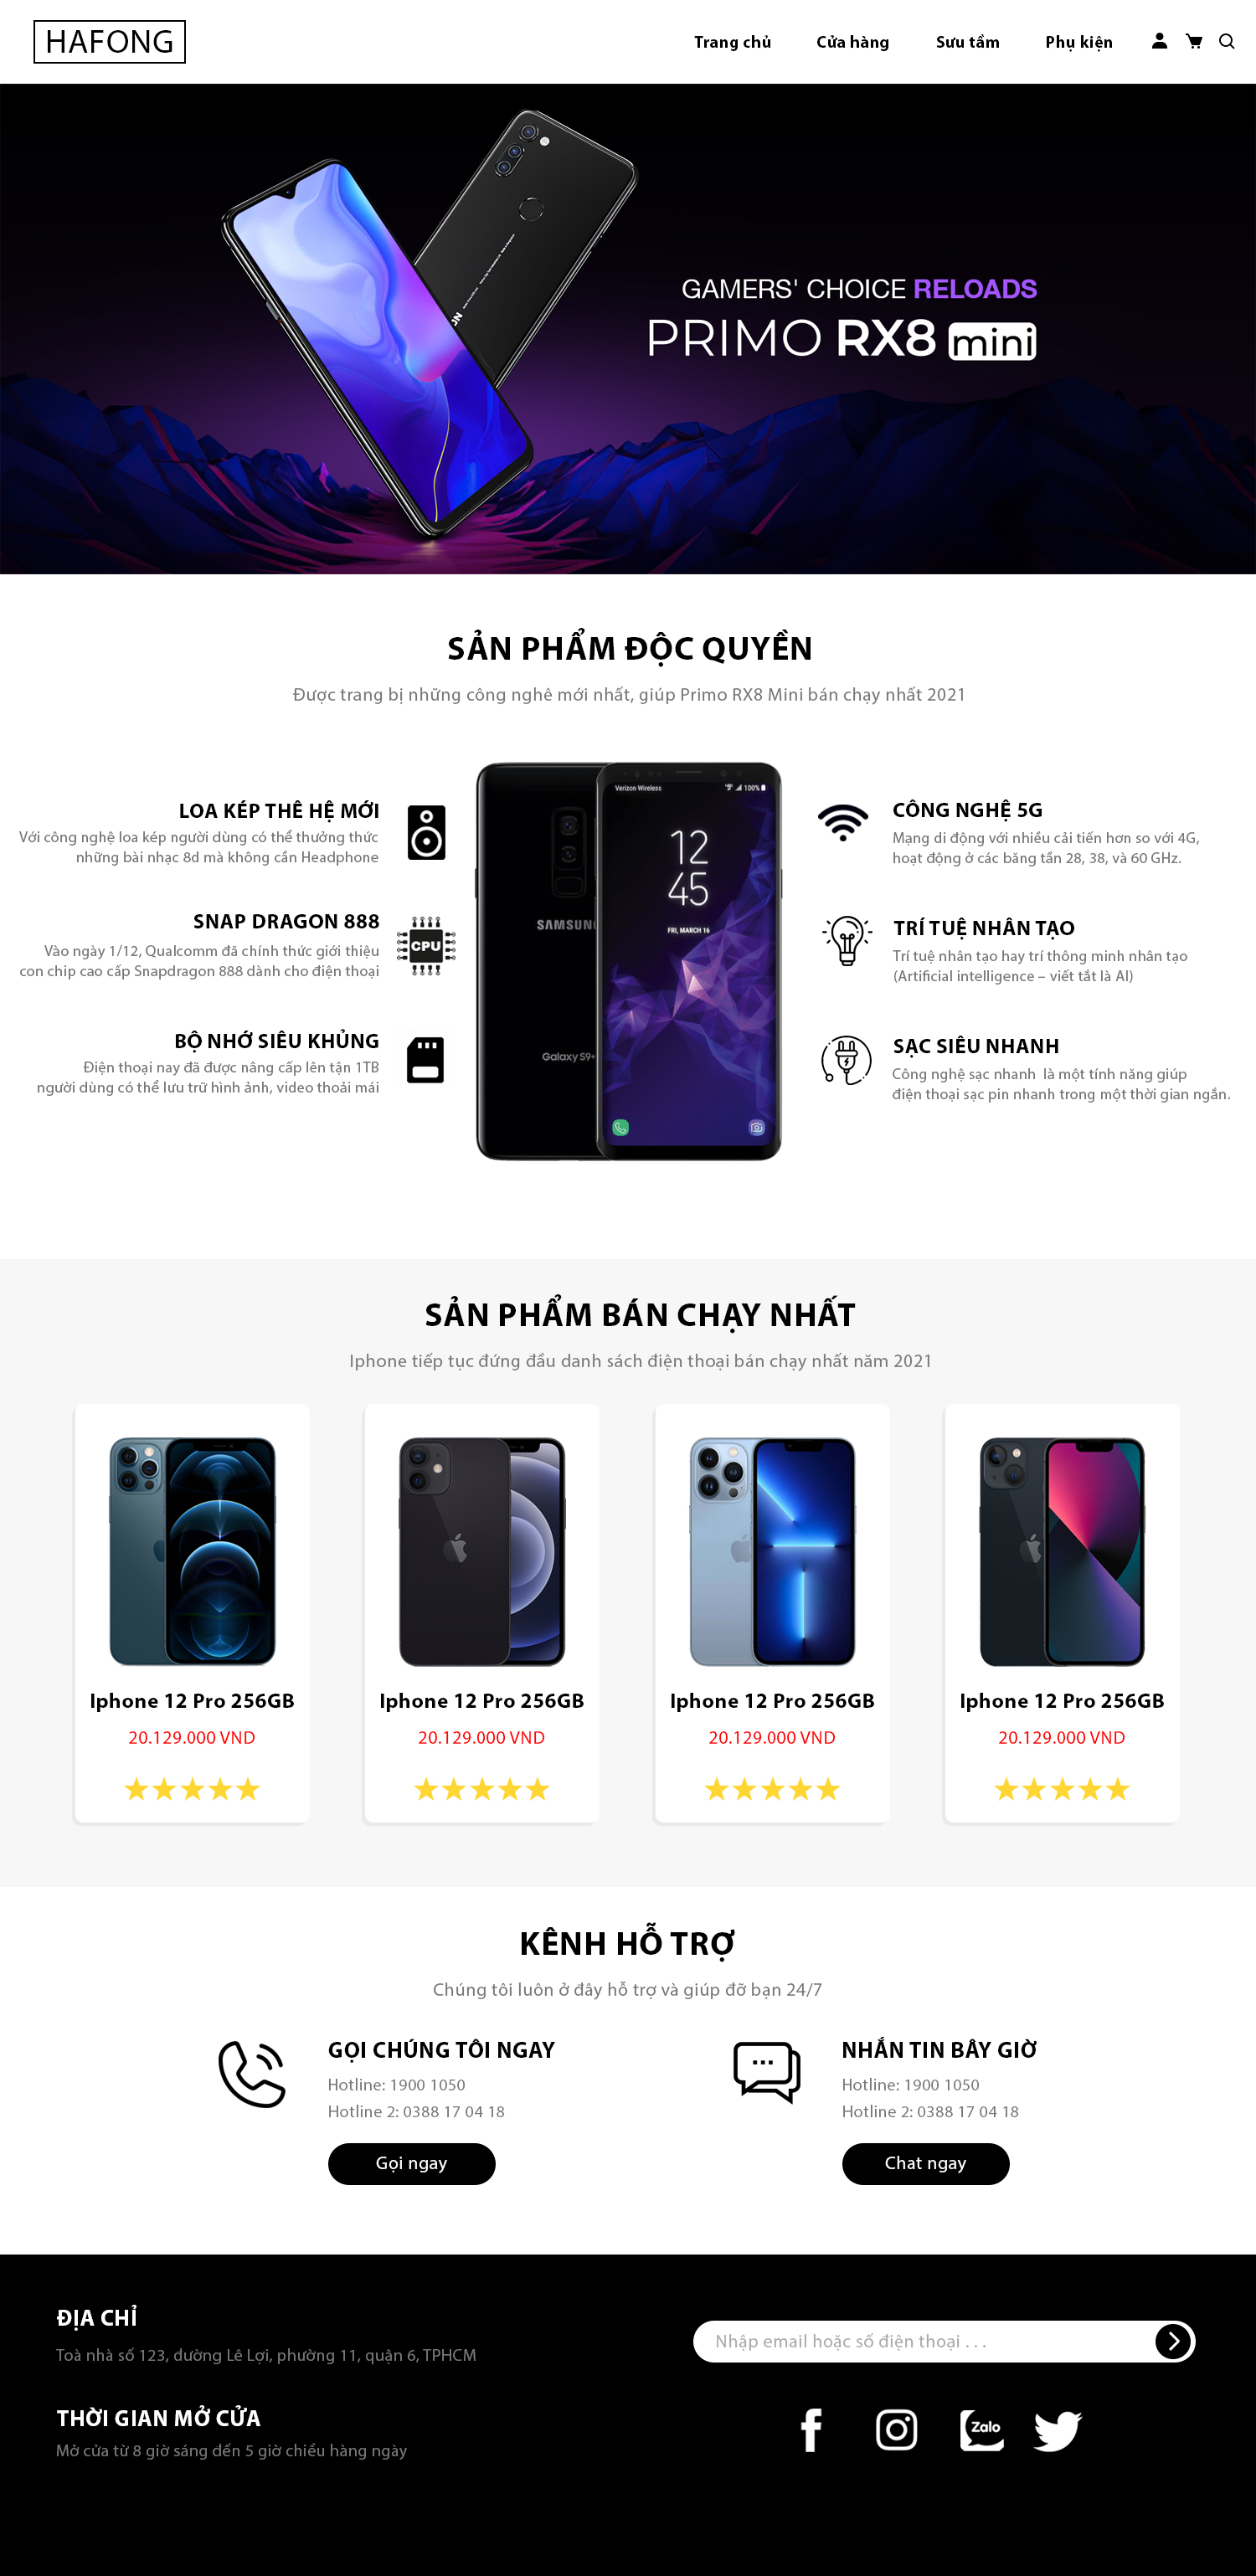 HAFONG
Trang chủ
Cửa hàng
Sưu tầm
Phụ kiện
GAMERS' CHOICE RELOADS
PRIMO RX8 mini
SẢN PHẨM ĐỘC QUYỀN
Được trang bị những công nghê mới nhất, giúp Primo RX8 Mini bán chạy nhất 2021
LOA KÉP THÊ HỆ MỚI
Với công nghệ loa kép người dùng có thể thưởng thức
những bài nhạc 8d mà không cần Headphone
SNAP DRAGON 888
CPU
Vào ngày 1/12, Qualcomm đã chính thức giới thiệu
con chip cao cấp Snapdragon 888 dành cho điện thoại
BỘ NHỚ SIÊU KHỦNG
Điện thoại nay đã được nâng cấp lên tận 1TB
người dùng có thể lưu trữ hình ảnh, video thoải mái
Verizon Wireless
100%
12
45
FRI, MARCH 16
SAMSUN
Galaxy S9+
CÔNG NGHỆ 5G
Mạng di động với nhiều cải tiến hơn so với 4G,
hoạt động ở các băng tần 28, 38, và 60 GHz.
TRÍ TUỆ NHÂN TẠO
Trí tuệ nhân tạo hay trí thông minh nhân tạo
(Artificial intelligence – viết tắt là AI)
SẠC SIÊU NHANH
Công nghệ sạc nhanh là một tính năng giúp
điện thoại sạc pin nhanh trong một thời gian ngắn.
SẢN PHẨM BÁN CHẠY NHẤT
Iphone tiếp tục đứng đầu danh sách điện thoại bán chạy nhất năm 2021
Iphone 12 Pro 256GB
20.129.000 VND
Iphone 12 Pro 256GB
20.129.000 VND
Iphone 12 Pro 256GB
20.129.000 VND
Iphone 12 Pro 256GB
20.129.000 VND
KÊNH HỖ TRỢ
Chúng tôi luôn ở đây hỗ trợ và giúp đỡ bạn 24/7
GỌI CHÚNG TÔI NGAY
Hotline: 1900 1050
Hotline 2: 0388 17 04 18
Gọi ngay
NHẮN TIN BÂY GIỜ
Hotline: 1900 1050
Hotline 2: 0388 17 04 18
Chat ngay
ĐỊA CHỈ
Toà nhà số 123, dường Lê Lợi, phường 11, quận 6, TPHCM
THỜI GIAN MỞ CỬA
Mở cửa từ 8 giờ sáng dến 5 giờ chiều hàng ngày
Nhập email hoặc số điện thoại . . .
Zalo